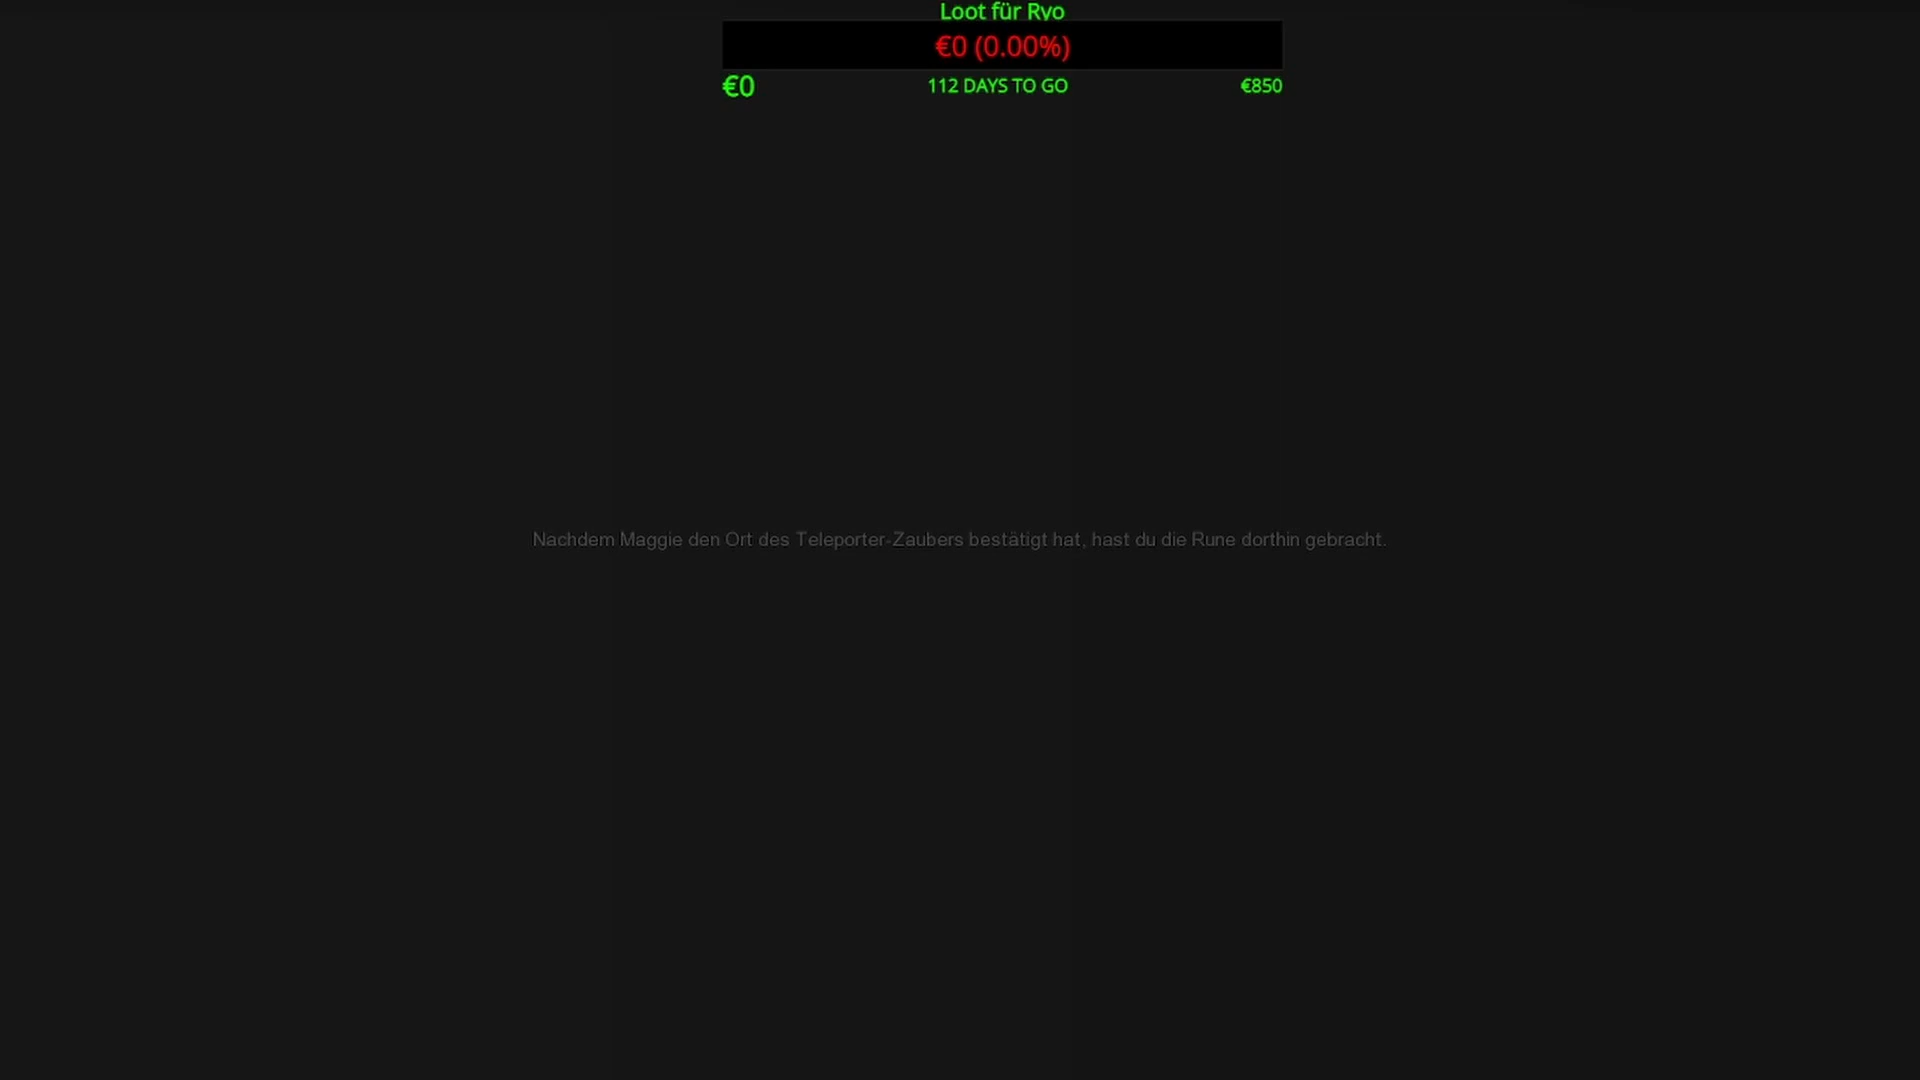 Loot für Ryo
€0 (0.00%)
€0 112 DAYS TO GO €850
Nachdem Maggie den Ort des Teleporter-Zaubers bestätigt hat, hast du die Rune dorthin gebracht.